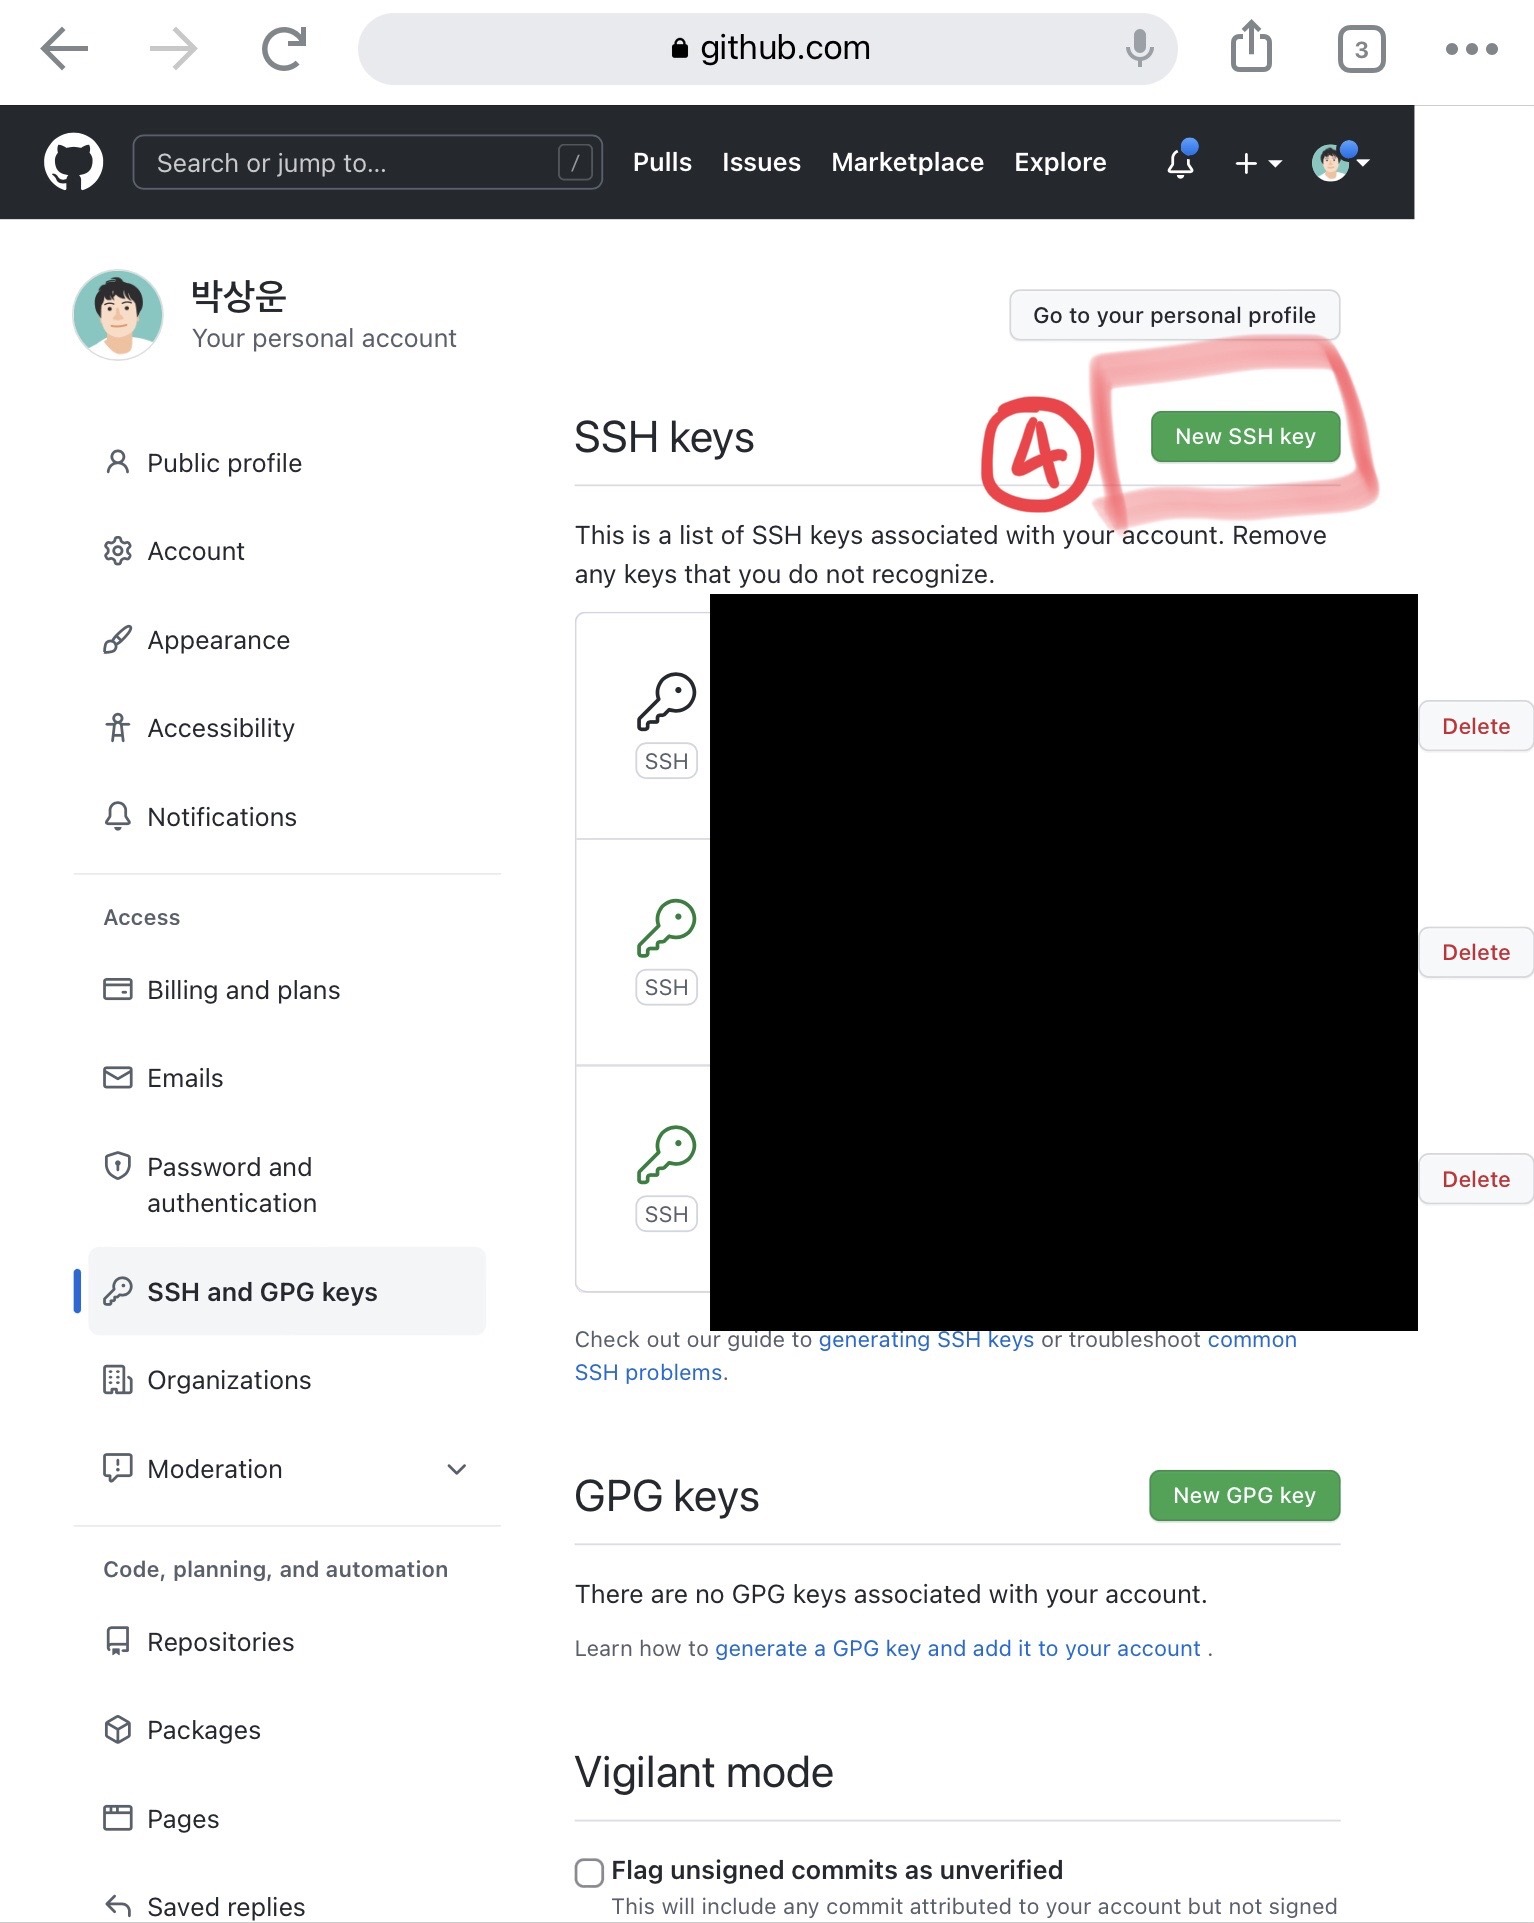 github.com
3
Search or jump to...
/
Pulls
Issues
Marketplace
Explore
박상운
Your personal account
Go to your personal profile
Public profile
Account
Appearance
Accessibility
Notifications
Access
Billing and plans
Emails
Password and
authentication
SSH and GPG keys
Organizations
Moderation
Code, planning, and automation
Repositories
Packages
Pages
Saved replies
SSH keys
4
New SSH key
This is a list of SSH keys associated with your account. Remove
any keys that you do not recognize.
SSH
Delete
SSH
Delete
SSH
Delete
Check out our guide to generating SSH keys or troubleshoot common
SSH problems.
GPG keys
New GPG key
There are no GPG keys associated with your account.
Learn how to generate a GPG key and add it to your account .
Vigilant mode
Flag unsigned commits as unverified
This will include any commit attributed to your account but not signed